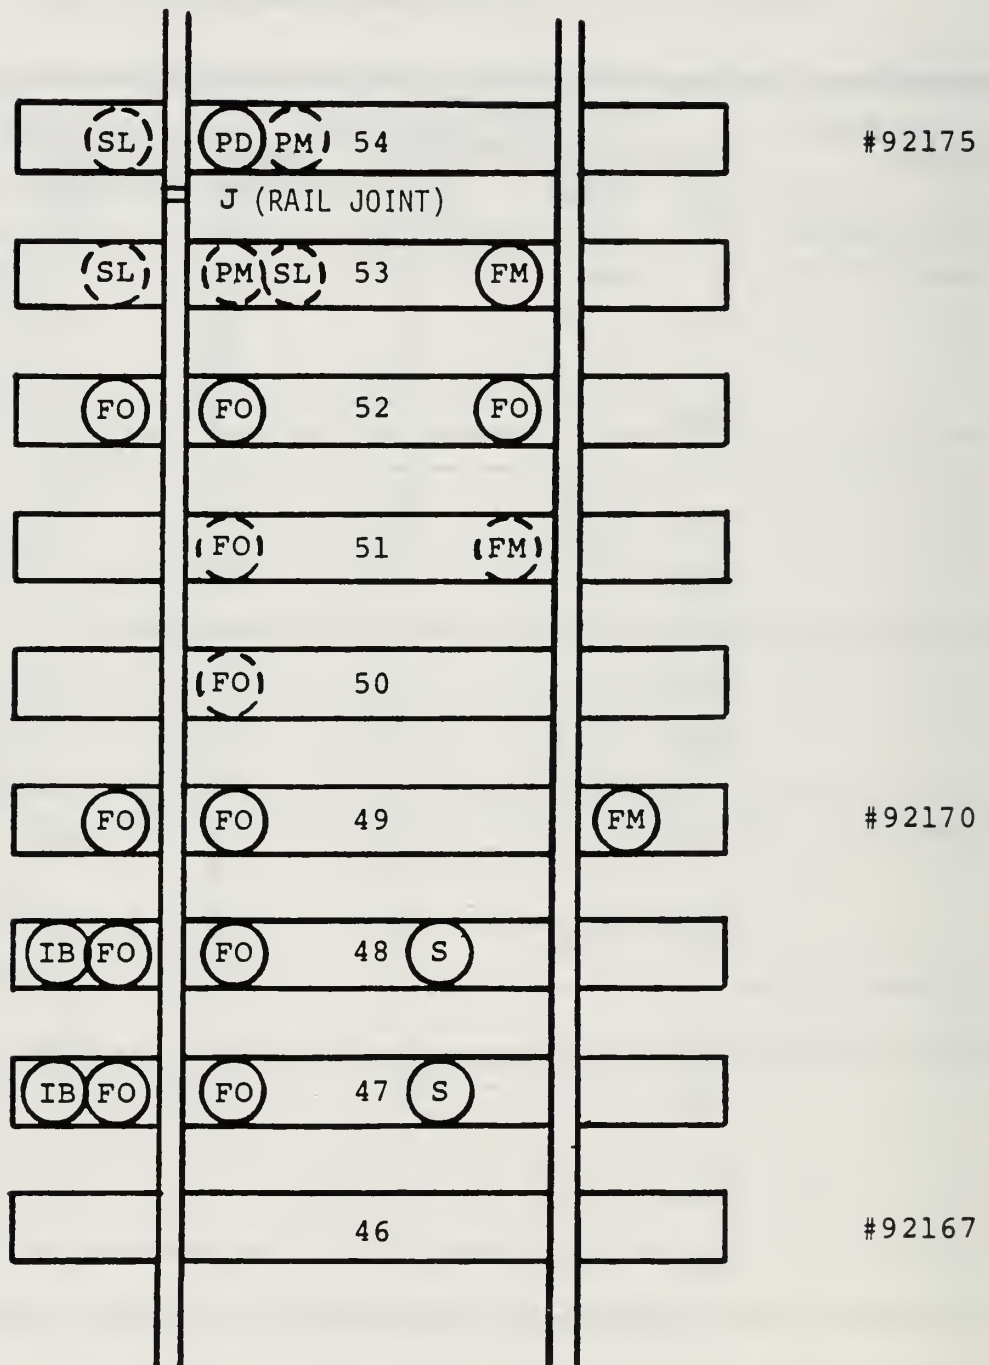 SL PD PM 54 #92175
J (RAIL JOINT)
SL PM SL 53 FM
FO FO 52 FO
FO 51 FM
FO 50
FO FO 49 FM #92170
IB FO FO 48 S
IB FO FO 47 S
46 #92167